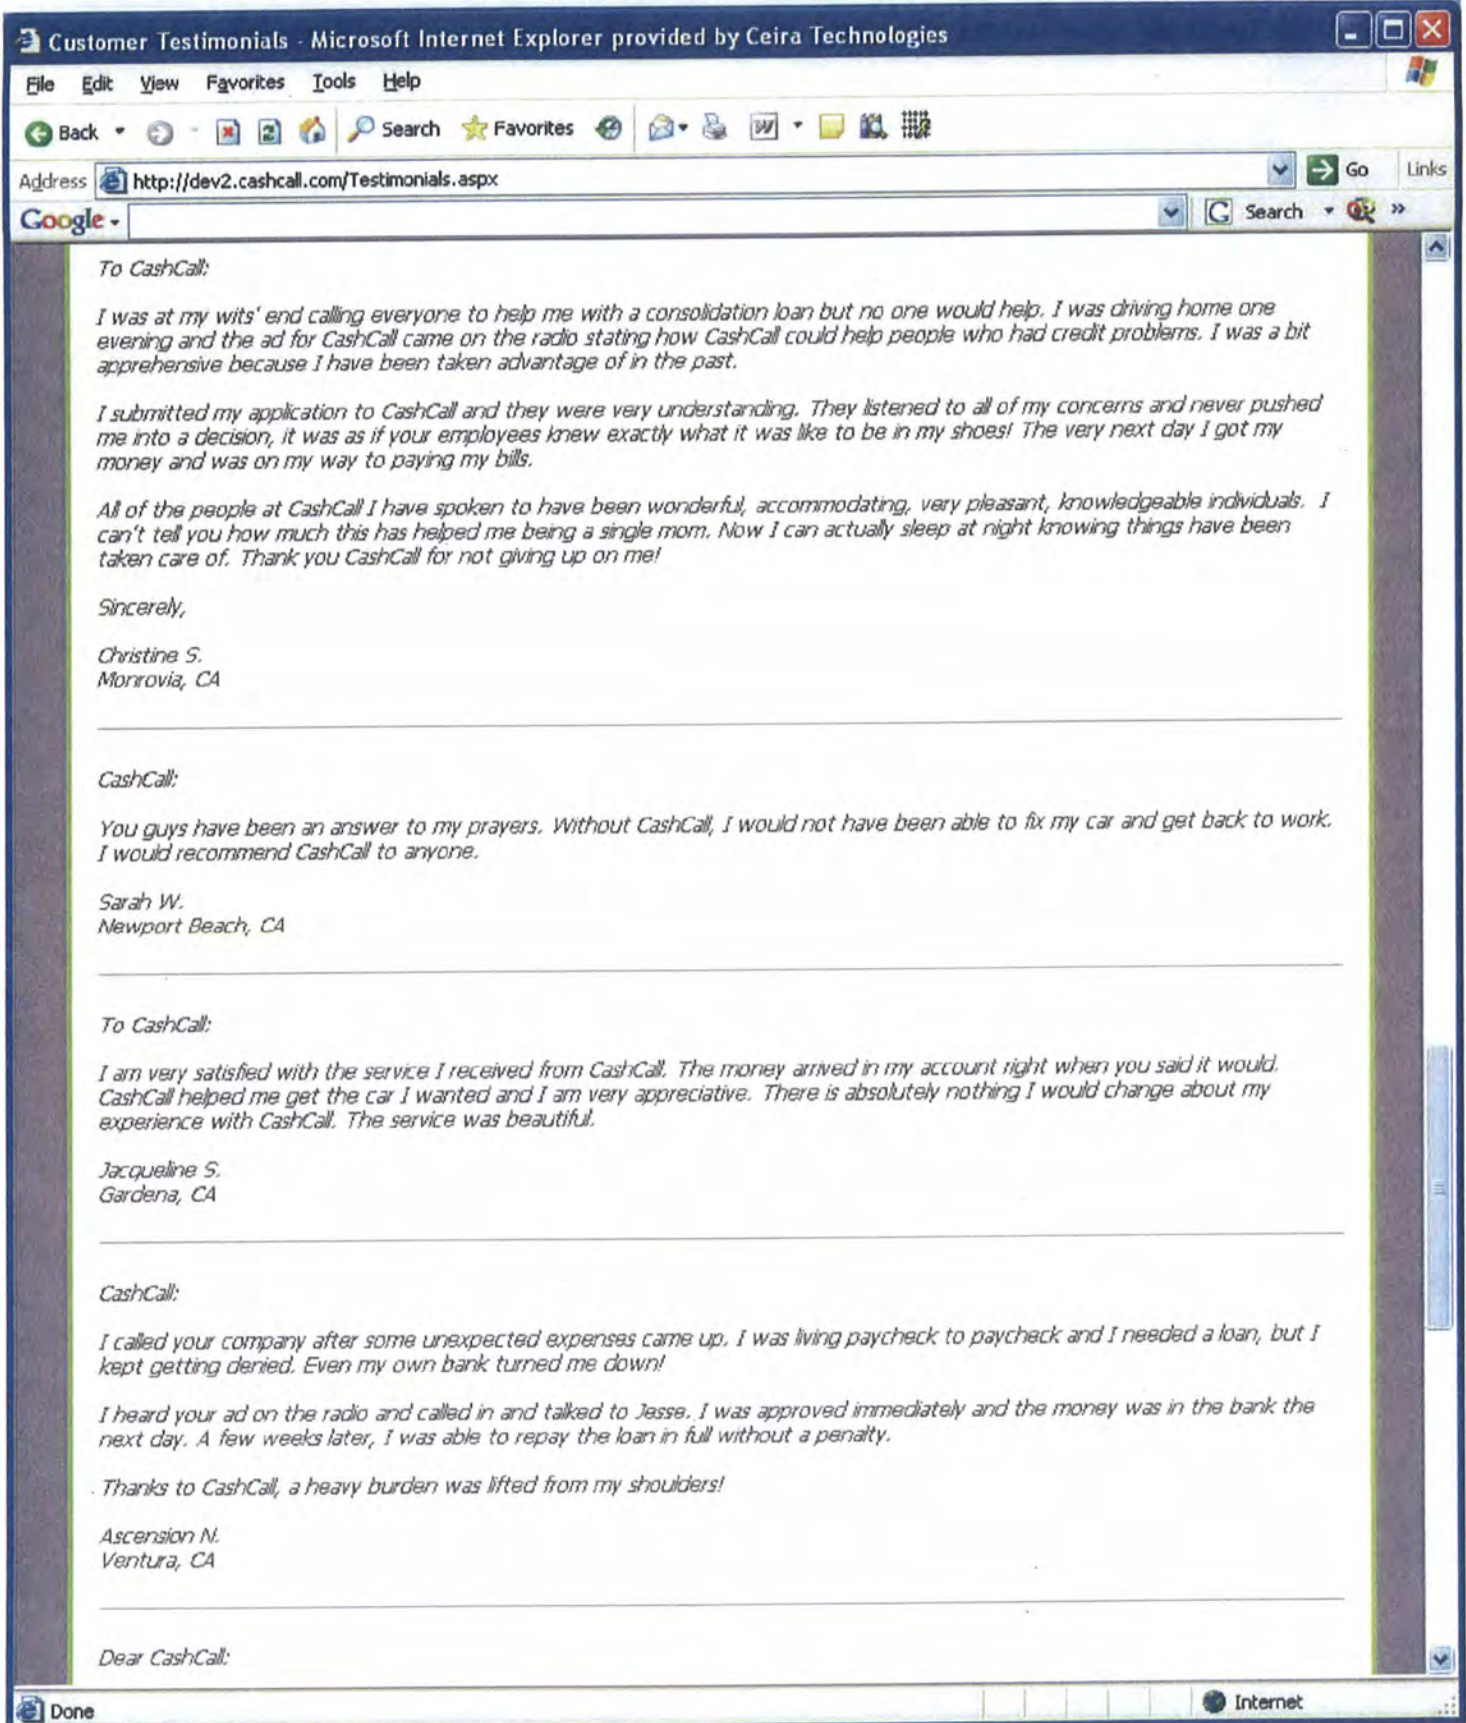 Customer Testimonials - Microsoft Internet Explorer provided by Ceira Technologies
File Edit View Favorites Tools Help
Back Search Favorites
Address http://dev2.cashcall.com/Testimonials.aspx Go Links
Google Search »
To CashCall:
I was at my wits' end calling everyone to help me with a consolidation loan but no one would help. I was driving home one
evening and the ad for CashCall came on the radio stating how CashCall could help people who had credit problems. I was a bit
apprehensive because I have been taken advantage of in the past.
I submitted my application to CashCall and they were very understanding. They listened to all of my concerns and never pushed
me into a decision, it was as if your employees knew exactly what it was like to be in my shoes! The very next day I got my
money and was on my way to paying my bills.
All of the people at CashCall I have spoken to have been wonderful, accommodating, very pleasant, knowledgeable individuals. I
can't tell you how much this has helped me being a single mom. Now I can actually sleep at night knowing things have been
taken care of. Thank you CashCall for not giving up on me!
Sincerely,
Christine S.
Monrovia, CA
CashCall:
You guys have been an answer to my prayers. Without CashCall, I would not have been able to fix my car and get back to work.
I would recommend CashCall to anyone.
Sarah W.
Newport Beach, CA
To CashCall:
I am very satisfied with the service I received from CashCall. The money arrived in my account right when you said it would.
CashCall helped me get the car I wanted and I am very appreciative. There is absolutely nothing I would change about my
experience with CashCall. The service was beautiful.
Jacqueline S.
Gardena, CA
CashCall:
I called your company after some unexpected expenses came up. I was living paycheck to paycheck and I needed a loan, but I
kept getting denied. Even my own bank turned me down!
I heard your ad on the radio and called in and talked to Jesse. I was approved immediately and the money was in the bank the
next day. A few weeks later, I was able to repay the loan in full without a penalty.
Thanks to CashCall, a heavy burden was lifted from my shoulders!
Ascension N.
Ventura, CA
Dear CashCall:
Done Internet